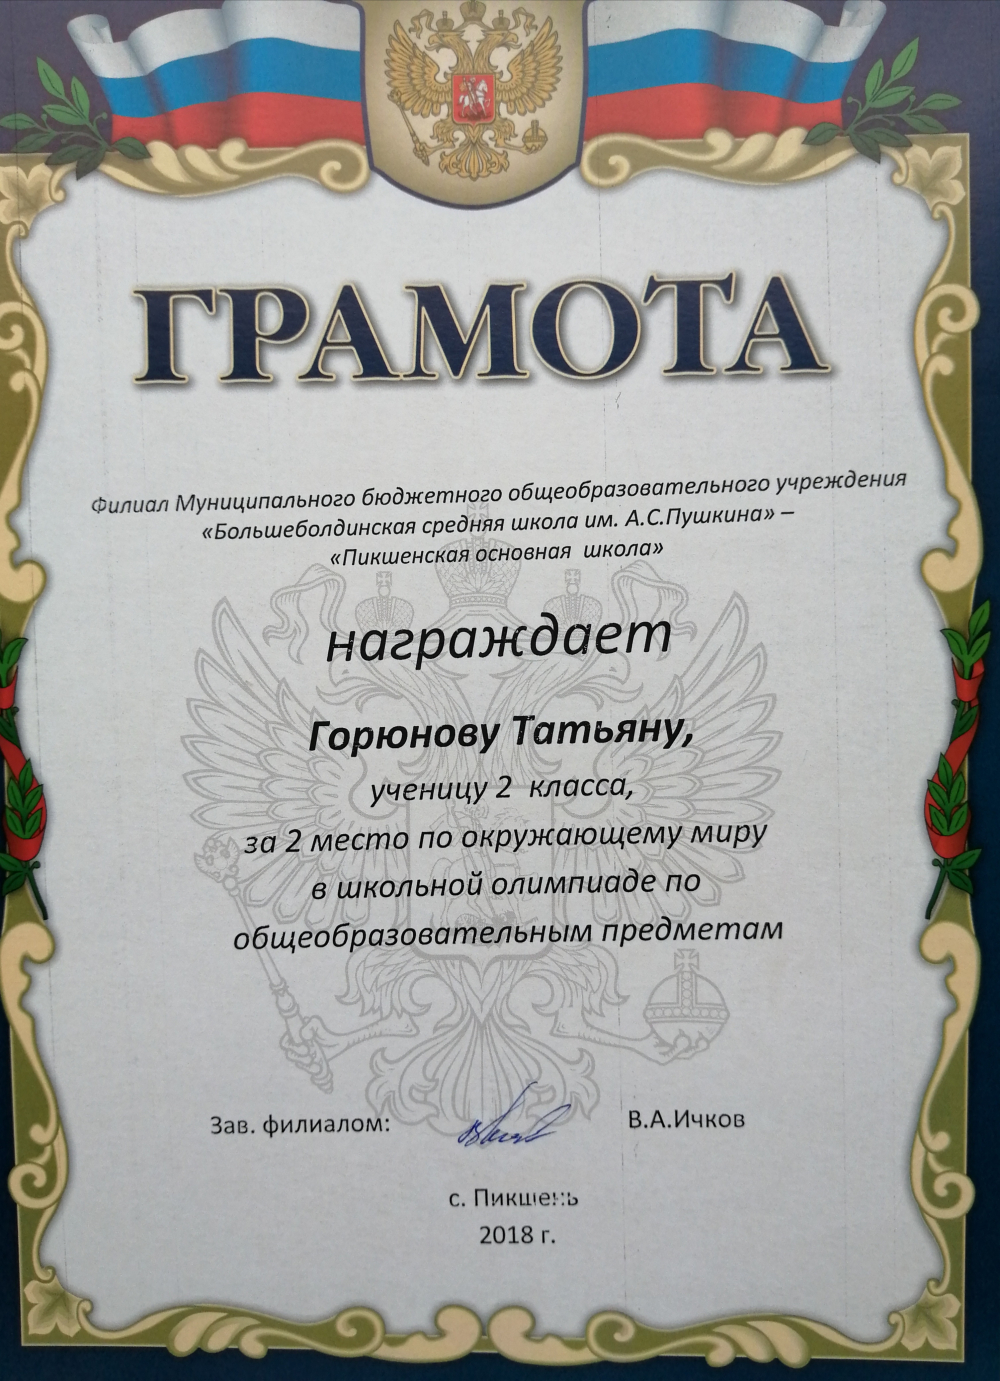 ГРАМОТА
Филиал Муниципального бюджетного общеобразовательного учреждения
«Большеболдинская средняя школа им. А.С.Пушкина» –
«Пикшенская основная школа»
награждает
Горюнову Татьяну,
ученицу 2 класса,
за 2 место по окружающему миру
в школьной олимпиаде по
общеобразовательным предметам
Зав. филиалом: В.А.Ичков
с. Пикшень
2018 г.